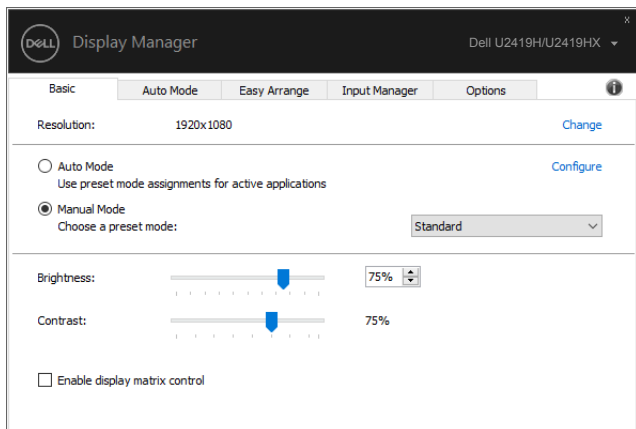 x
DELL Display Manager Dell U2419H/U2419HX
Basic Auto Mode Easy Arrange Input Manager Options i
Resolution: 1920x1080 Change
Auto Mode Configure
Use preset mode assignments for active applications
Manual Mode
Choose a preset mode: Standard
Brightness: 75%
Contrast: 75%
Enable display matrix control